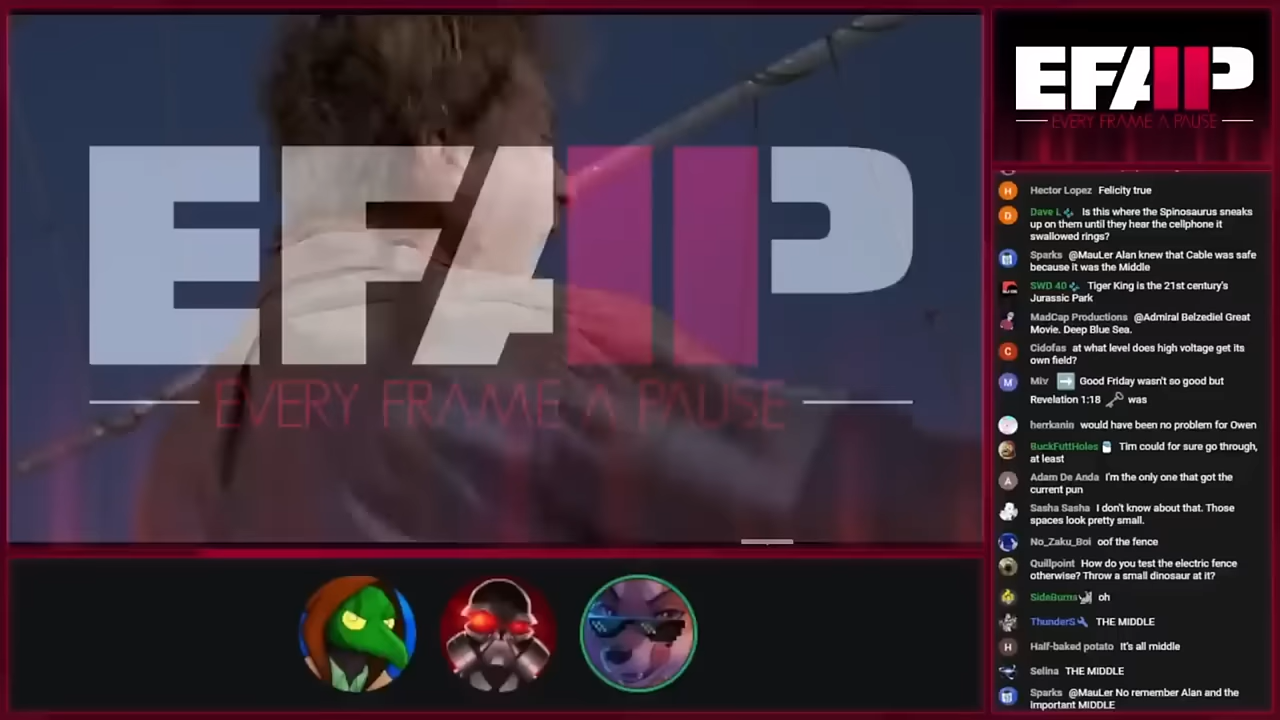 EFAP
EVERY FRAME A PAUSE
EFAP
EVERY FRAME A PAUSE
Hector Lopez Felicity true
Dave L Is this where the Spinosaurus sneaks
up on them until they hear the cellphone it
swallowed rings?
Sparks @MauLer Alan knew that Cable was safe
because it was the Middle
SWD 40 Tiger King is the 21st century's
Jurassic Park
MadCap Productions @Admiral Belzediel Great
Movie. Deep Blue Sea.
Cidofas at what level does high voltage get its
own field?
Miv Good Friday wasn't so good but
Revelation 1:18 was
herrkanin would have been no problem for Owen
BuckFuttHoles Tim could for sure go through,
at least
Adam De Anda I'm the only one that got the
current pun
Sasha Sasha I don't know about that. Those
spaces look pretty small.
No_Zaku_Boi oof the fence
Quillpoint How do you test the electric fence
otherwise? Throw a small dinosaur at it?
SideBurns oh
ThunderS THE MIDDLE
Half-baked potato It's all middle
Selina THE MIDDLE
Sparks @MauLer No remember Alan and the
important MIDDLE